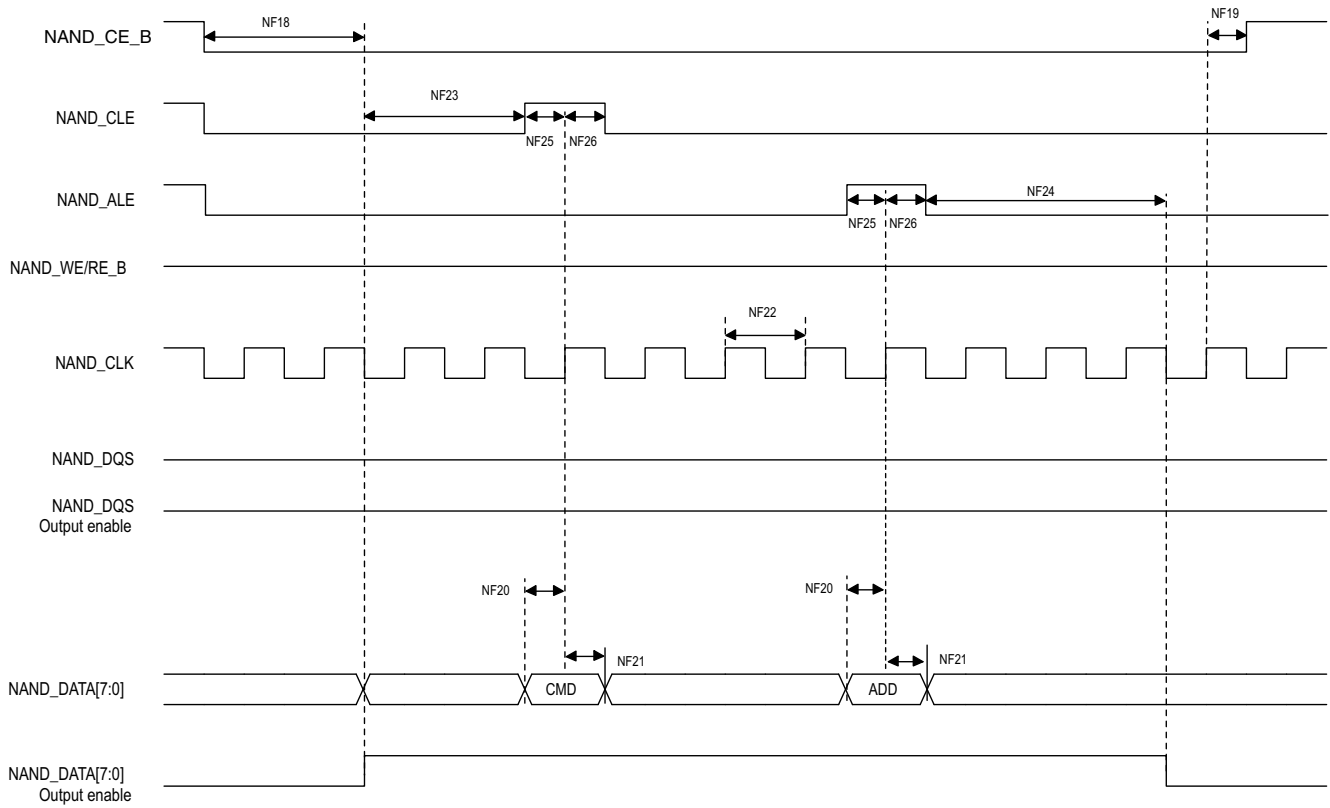 NF18
NF19
NAND_CE_B
NF23
NAND_CLE
NF25 NF26
NF24
NAND_ALE
NF25 NF26
NAND_WE/RE_B
NF22
NAND_CLK
NAND_DQS
NAND_DQS
Output enable
NF20
NF20
NF21
NF21
NAND_DATA[7:0]
CMD
ADD
NAND_DATA[7:0]
Output enable